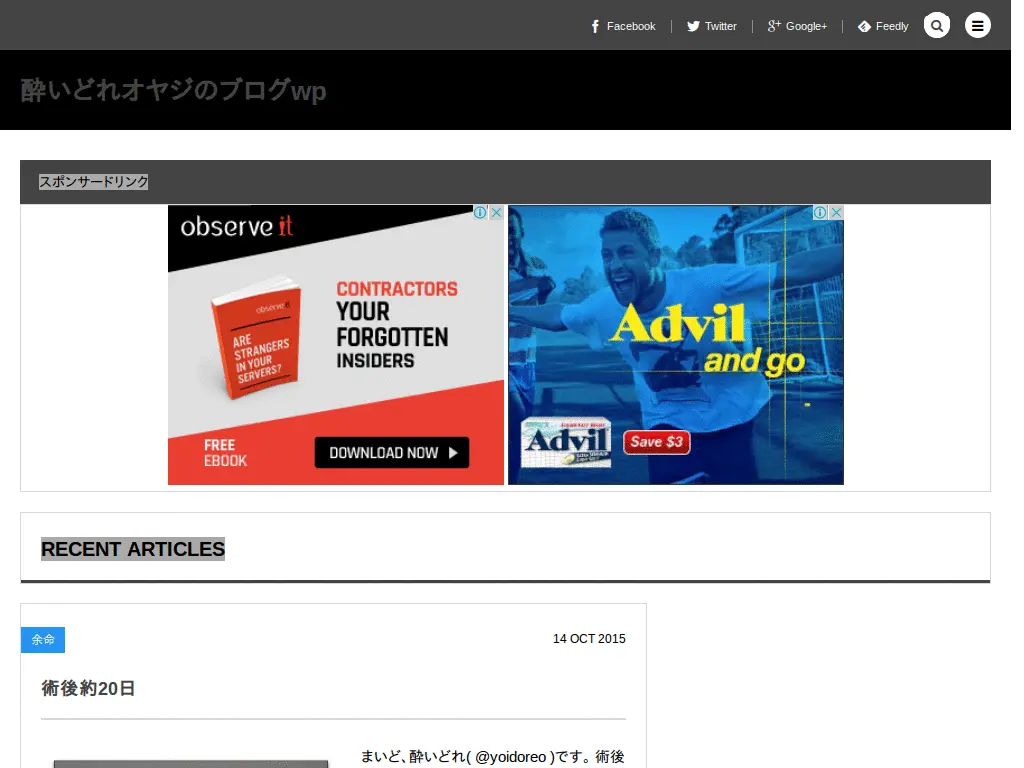 Facebook
Twitter
Google+
Feedly
酔いどれオヤジのブログwp
スポンサードリンク
observe it
observe it
ARE
STRANGERS
IN YOUR
SERVERS?
CONTRACTORS
YOUR
FORGOTTEN
INSIDERS
FREE
EBOOK
DOWNLOAD NOW
Advil
and go
Advil
Save $3
RECENT ARTICLES
余命
14 OCT 2015
術後約20日
まいど、酔いどれ( @yoidoreo )です。 術後